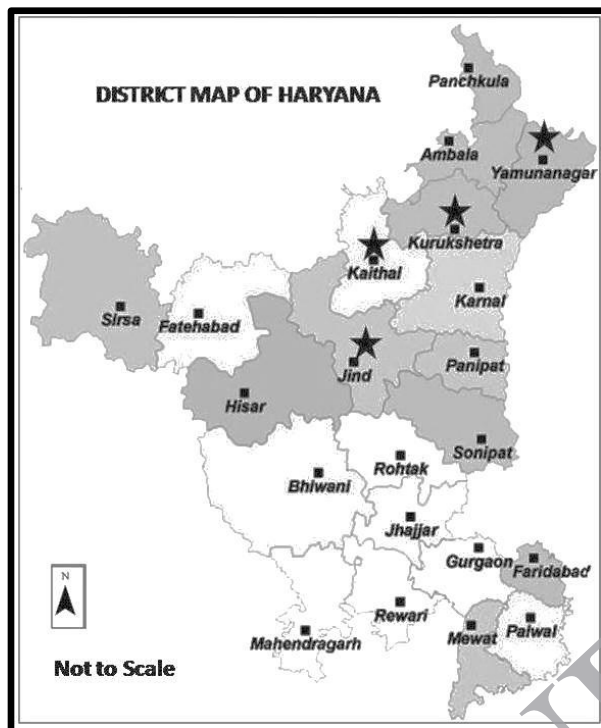 Panchkula
DISTRICT MAP OF HARYANA
Ambala
Yamunanagar
Kurukshetra
Kaithal
Karnal
Sirsa
Fatehabad
Jind
Panipat
Hisar
Sonipat
Rohtak
Bhiwani
Jhajjar
Gurgaon
Faridabad
N
Rewari
Mewat
Palwal
Mahendragarh
Not to Scale